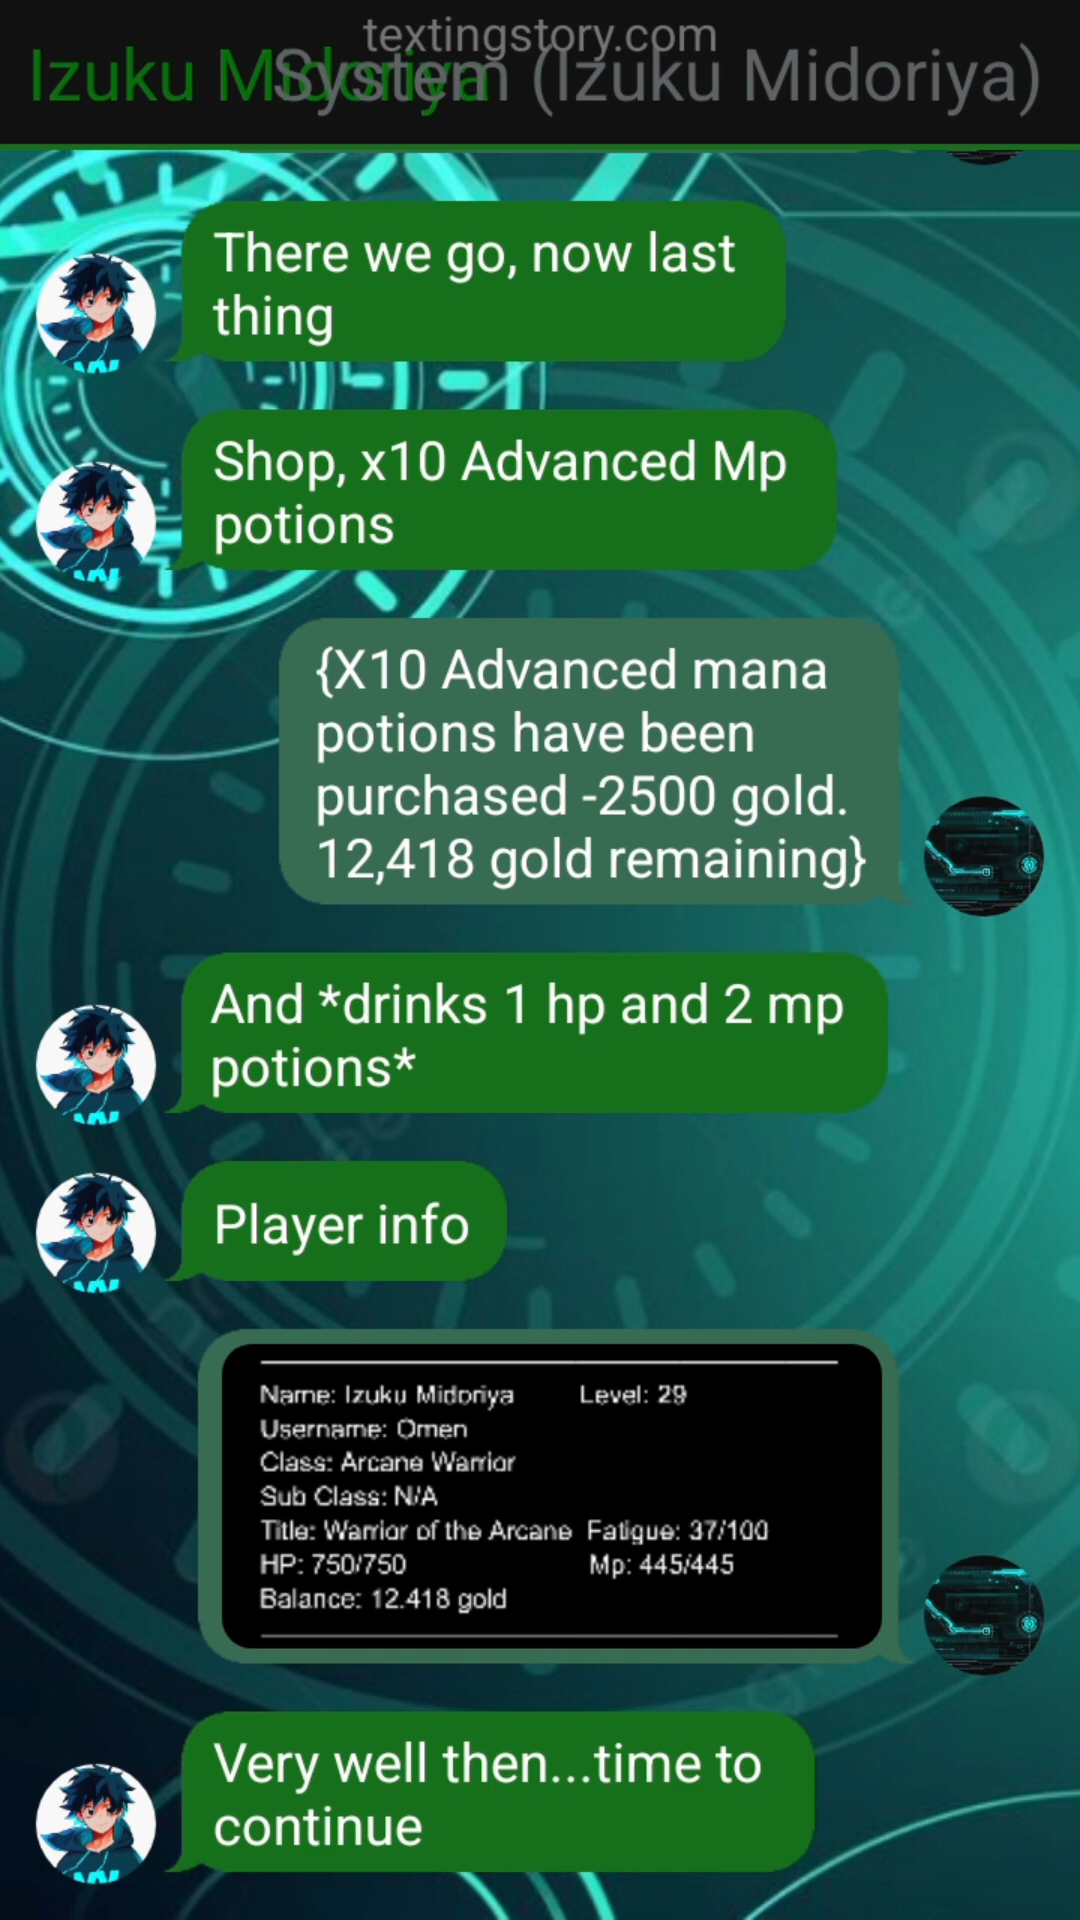 textingstory.com
Izuku Midoriya
System (Izuku Midoriya)
There we go, now last
thing
Shop, x10 Advanced Mp
potions
{X10 Advanced mana
potions have been
purchased -2500 gold.
12,418 gold remaining}
And *drinks 1 hp and 2 mp
potions*
Player info
Name: Izuku Midoriya Level: 29
Username: Omen
Class: Arcane Warrior
Sub Class: N/A
Title: Warrior of the Arcane Fatigue: 37/100
HP: 750/750 Mp: 445/445
Balance: 12.418 gold
Very well then...time to
continue